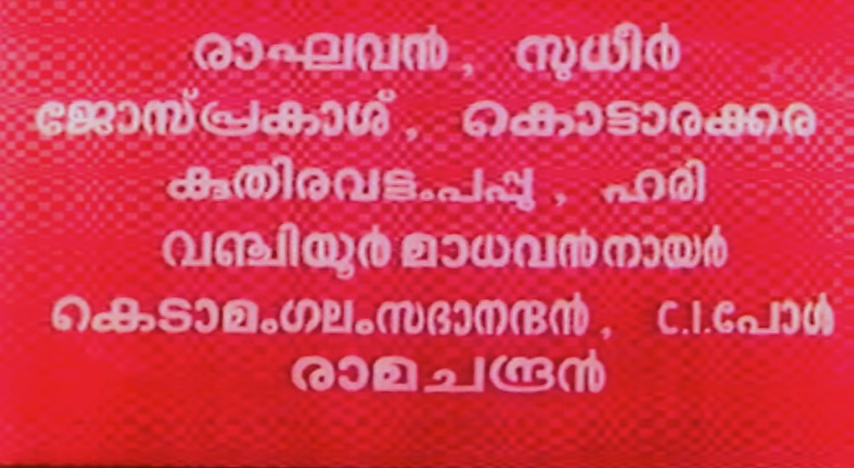 രാഘവൻ, സുധീർ
ജോസ്പ്രകാശ്, കൊട്ടാരക്കര
കുതിരവട്ടംപപ്പു, ഹരി
വഞ്ചിയൂർ മാധവൻനായർ
കെടാമംഗലംസദാനന്ദൻ, C.I.പോൾ
രാമചന്ദ്രൻ